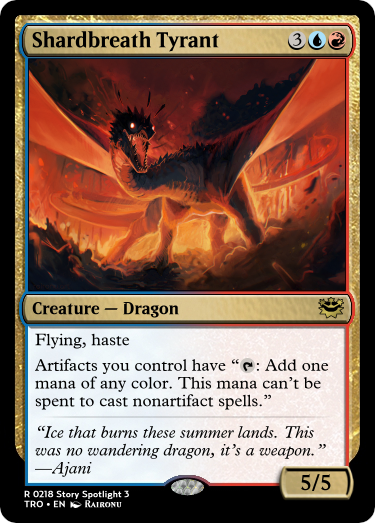 Shardbreath Tyrant 3
Creature — Dragon
Flying, haste
Artifacts you control have “: Add one
mana of any color. This mana can't be
spent to cast nonartifact spells.”
“Ice that burns these summer lands. This
was no wandering dragon, it's a weapon.”
—Ajani
5/5
R 0218 Story Spotlight 3
TRO • EN Raironu